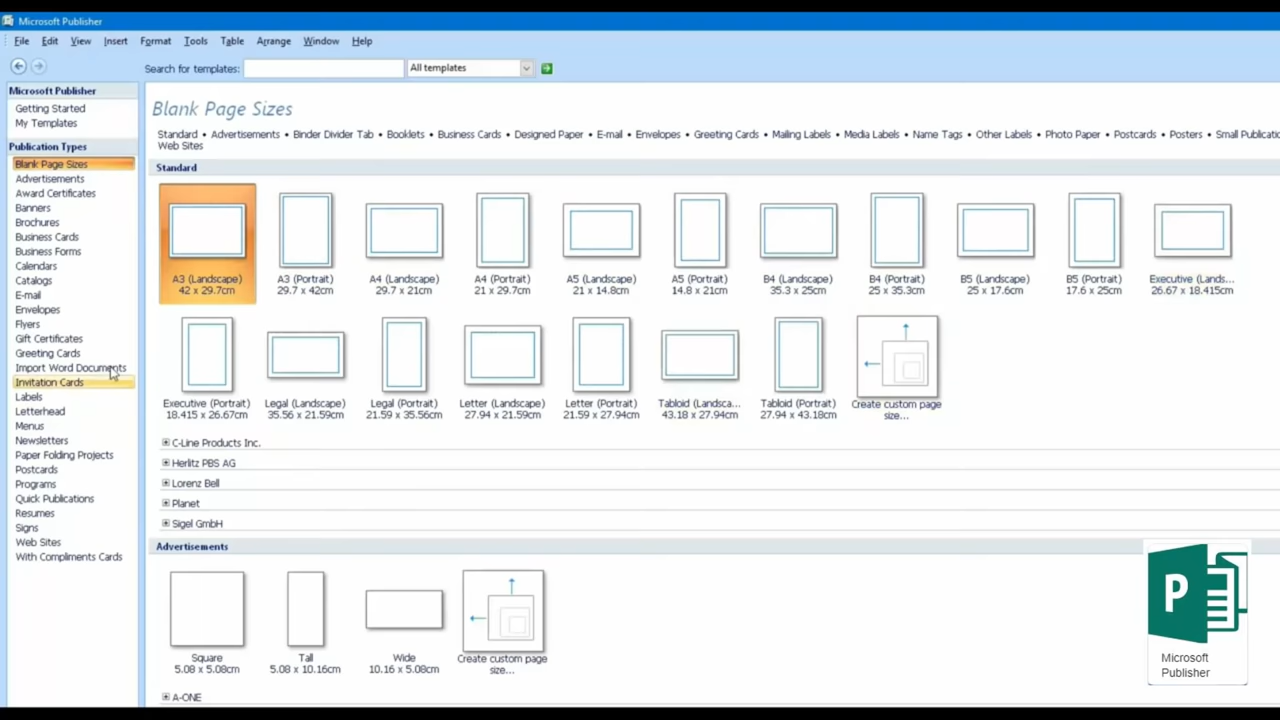 Microsoft Publisher
File Edit View Insert Format Tools Table Arrange Window Help
Search for templates: All templates
Microsoft Publisher
Getting Started
My Templates
Publication Types
Blank Page Sizes
Advertisements
Award Certificates
Banners
Brochures
Business Cards
Business Forms
Calendars
Catalogs
E-mail
Envelopes
Flyers
Gift Certificates
Greeting Cards
Import Word Documents
Invitation Cards
Labels
Letterhead
Menus
Newsletters
Paper Folding Projects
Postcards
Programs
Quick Publications
Resumes
Signs
Web Sites
With Compliments Cards
Blank Page Sizes
Standard • Advertisements • Binder Divider Tab • Booklets • Business Cards • Designed Paper • E-mail • Envelopes • Greeting Cards • Mailing Labels • Media Labels • Name Tags • Other Labels • Photo Paper • Postcards • Posters • Small Publicatio
Web Sites
Standard
A3 (Landscape) A3 (Portrait) A4 (Landscape) A4 (Portrait) A5 (Landscape) A5 (Portrait) B4 (Landscape) B4 (Portrait) B5 (Landscape) B5 (Portrait) Executive (Lands...
42 x 29.7cm 29.7 x 42cm 29.7 x 21cm 21 x 29.7cm 21 x 14.8cm 14.8 x 21cm 35.3 x 25cm 25 x 35.3cm 25 x 17.6cm 17.6 x 25cm 26.67 x 18.415cm
Executive (Portrait) Legal (Landscape) Legal (Portrait) Letter (Landscape) Letter (Portrait) Tabloid (Landsca... Tabloid (Portrait) Create custom page
18.415 x 26.67cm 35.56 x 21.59cm 21.59 x 35.56cm 27.94 x 21.59cm 21.59 x 27.94cm 43.18 x 27.94cm 27.94 x 43.18cm size...
C-Line Products Inc.
Herlitz PBS AG
Lorenz Bell
Planet
Sigel GmbH
Advertisements
Square Tall Wide Create custom page
5.08 x 5.08cm 5.08 x 10.16cm 10.16 x 5.08cm size...
A-ONE
P
Microsoft
Publisher